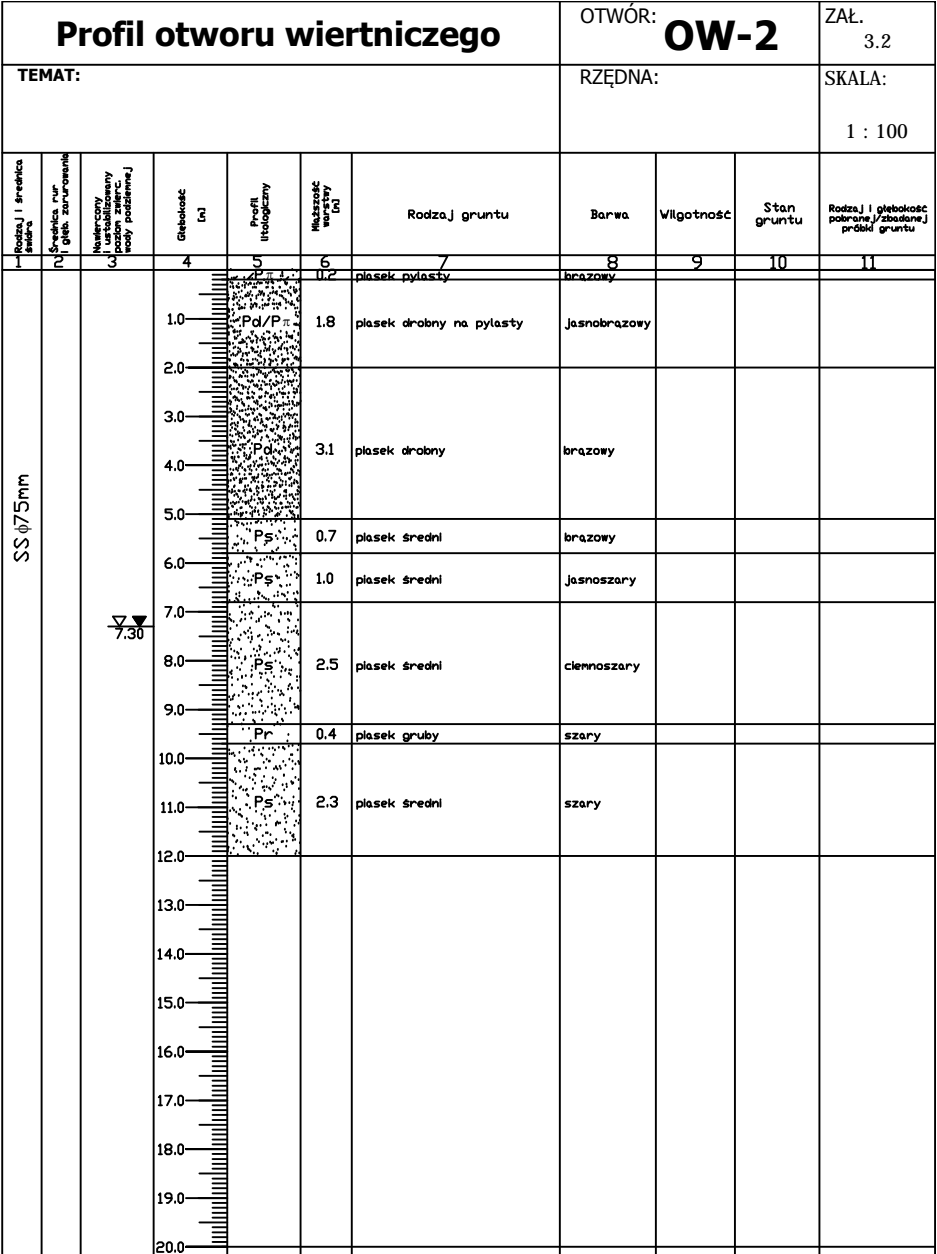 Profil otworu wiertniczego
OTWÓR: OW-2
ZAŁ.
3.2
TEMAT:
RZĘDNA:
SKALA:
1 : 100
Rodzaj i średnica
świdra
Średnica rur
i głęb. zarurowania
Nawiercony
i ustabilizowany
poziom zwierc.
wody podziemnej
Głębokość
[m]
Profil
litologiczny
Miąższość
warstwy
[m]
Rodzaj gruntu
Barwa
Wilgotność
Stan
gruntu
Rodzaj i głębokość
pobranej/zbadanej
próbki gruntu
1 2 3 4 5 6 7 8 9 10 11
Pπ 0.2 piasek pylasty brązowy
1.0 Pd/Pπ 1.8 piasek drobny na pylasty jasnobrązowy
2.0
3.0
Pd 3.1 piasek drobny brązowy
4.0
5.0
SSϕ75mm
Ps 0.7 piasek średni brązowy
6.0
Ps 1.0 piasek średni jasnoszary
7.0
7.30
8.0 Ps 2.5 piasek średni ciemnoszary
9.0
Pr 0.4 piasek gruby szary
10.0
11.0 Ps 2.3 piasek średni szary
12.0
13.0
14.0
15.0
16.0
17.0
18.0
19.0
20.0